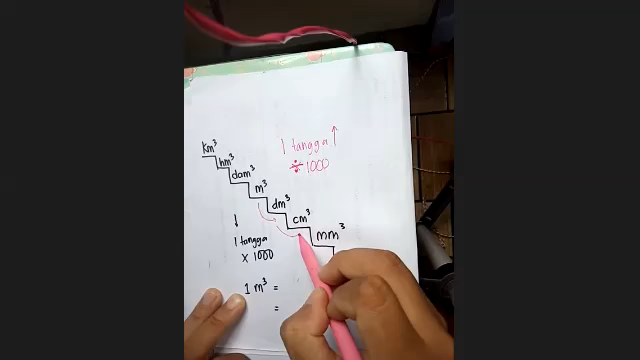 km³
hm³
dam³
m³
dm³
cm³
mm³
1 tangga ↑
÷ 1000
↓
1 tangga
x 1000
1 m³ =
=